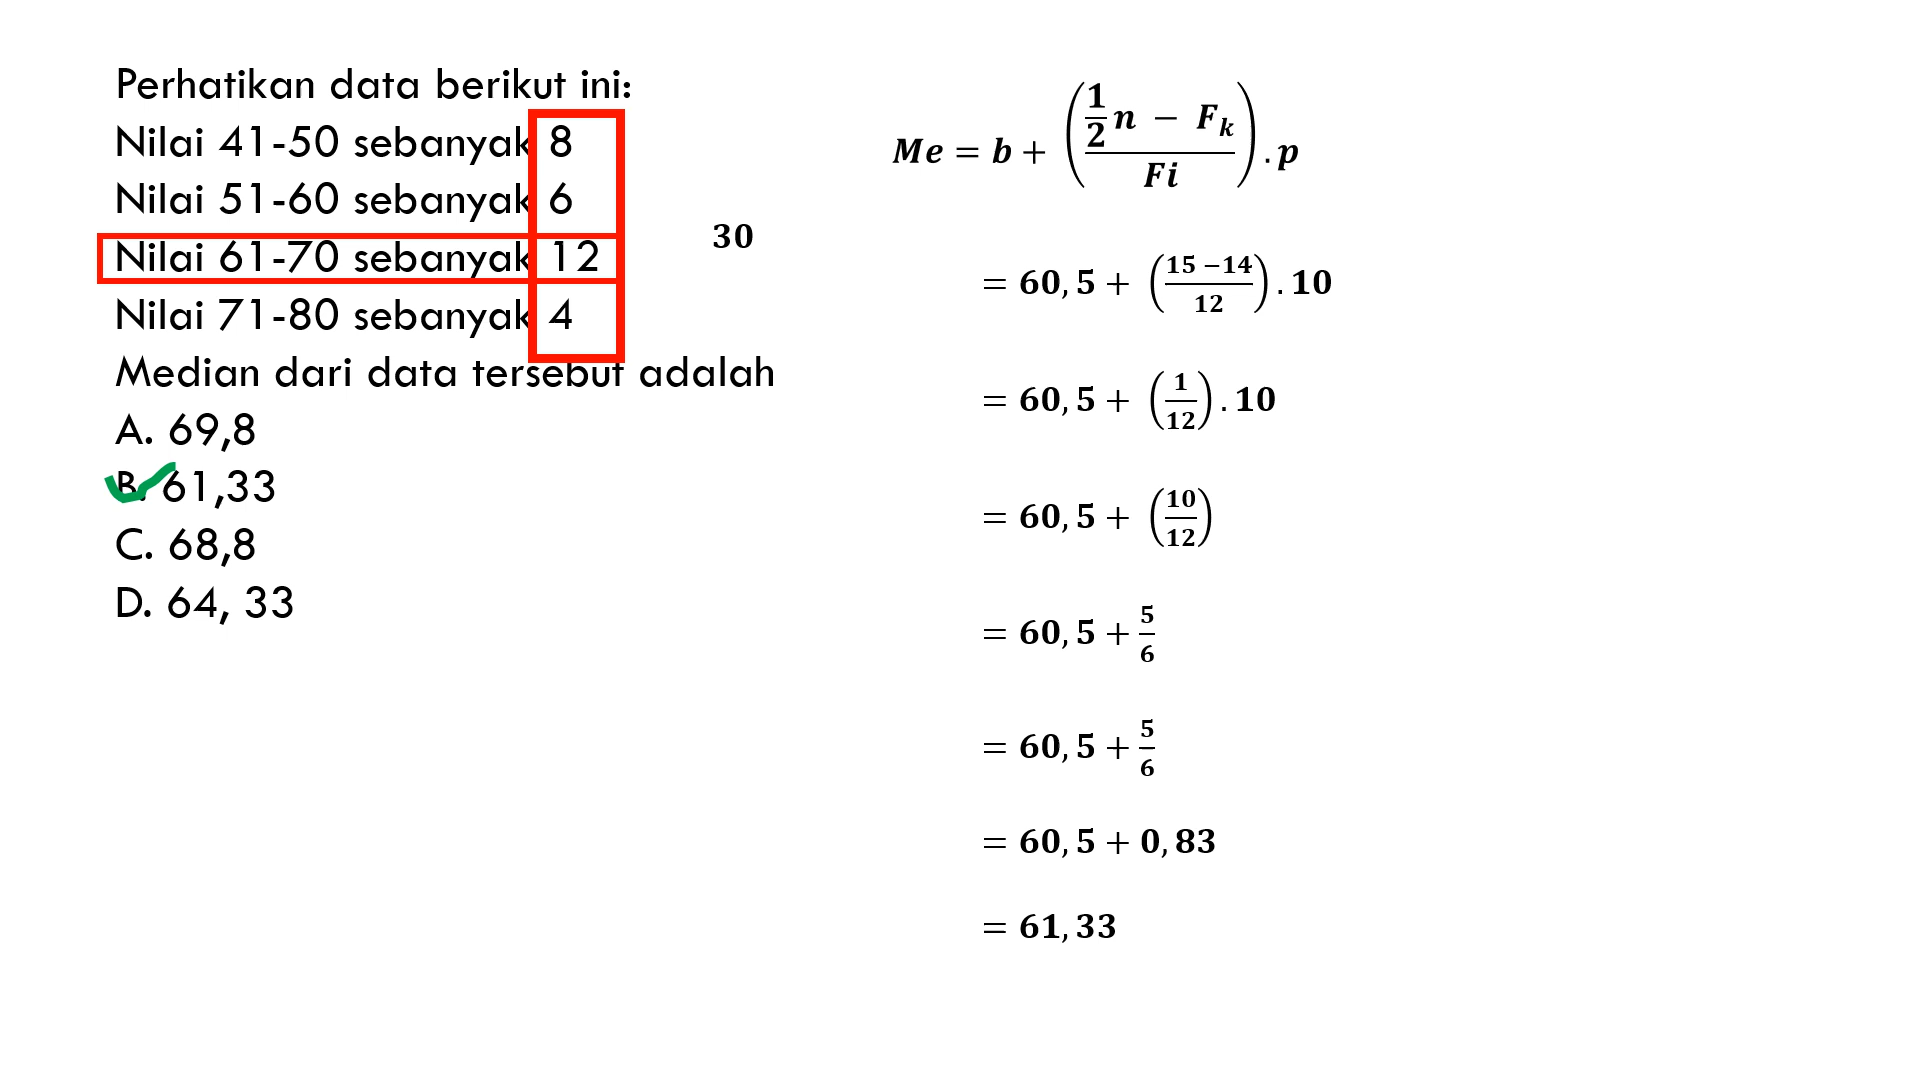 Perhatikan data berikut ini:
Nilai 41-50 sebanyak 8
Nilai 51-60 sebanyak 6
Nilai 61-70 sebanyak 12
Nilai 71-80 sebanyak 4
Median dari data tersebut adalah
A. 69,8
B. 61,33
C. 68,8
D. 64, 33
30
Me = b + ((1/2 n − F_k)/Fi) . p
= 60, 5 + ((15 −14)/12) . 10
= 60, 5 + (1/12) . 10
= 60, 5 + (10/12)
= 60, 5 + 5/6
= 60, 5 + 5/6
= 60, 5 + 0, 83
= 61, 33